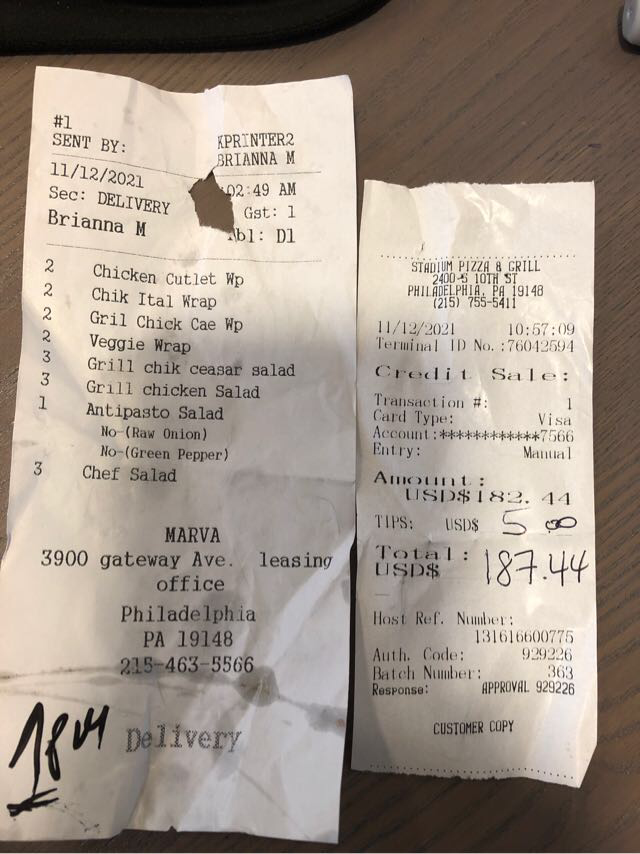 #1
SENT BY: KPRINTER2
BRIANNA M
11/12/2021 02:49 AM
Sec: DELIVERY Gst: 1
Brianna M Tbl: D1
2 Chicken Cutlet Wp
2 Chik Ital Wrap
2 Gril Chick Cae Wp
2 Veggie Wrap
3 Grill chik ceasar salad
3 Grill chicken Salad
1 Antipasto Salad
No-(Raw Onion)
No-(Green Pepper)
3 Chef Salad
MARVA
3900 gateway Ave. leasing
office
Philadelphia
PA 19148
215-463-5566
Delivery
STADIUM PIZZA & GRILL
2400 S 10TH ST
PHILADELPHIA, PA 19148
(215) 755-5411
11/12/2021 10:57:09
Terminal ID No.:76042594
Credit Sale:
Transaction #: 1
Card Type: Visa
Account:************7566
Entry: Manual
Amount:
USD$182.44
TIPS: USD$ 5.00
Total:
USD$ 187.44
Host Ref. Number:
131616600775
Auth. Code: 929226
Batch Number: 363
Response: APPROVAL 929226
CUSTOMER COPY